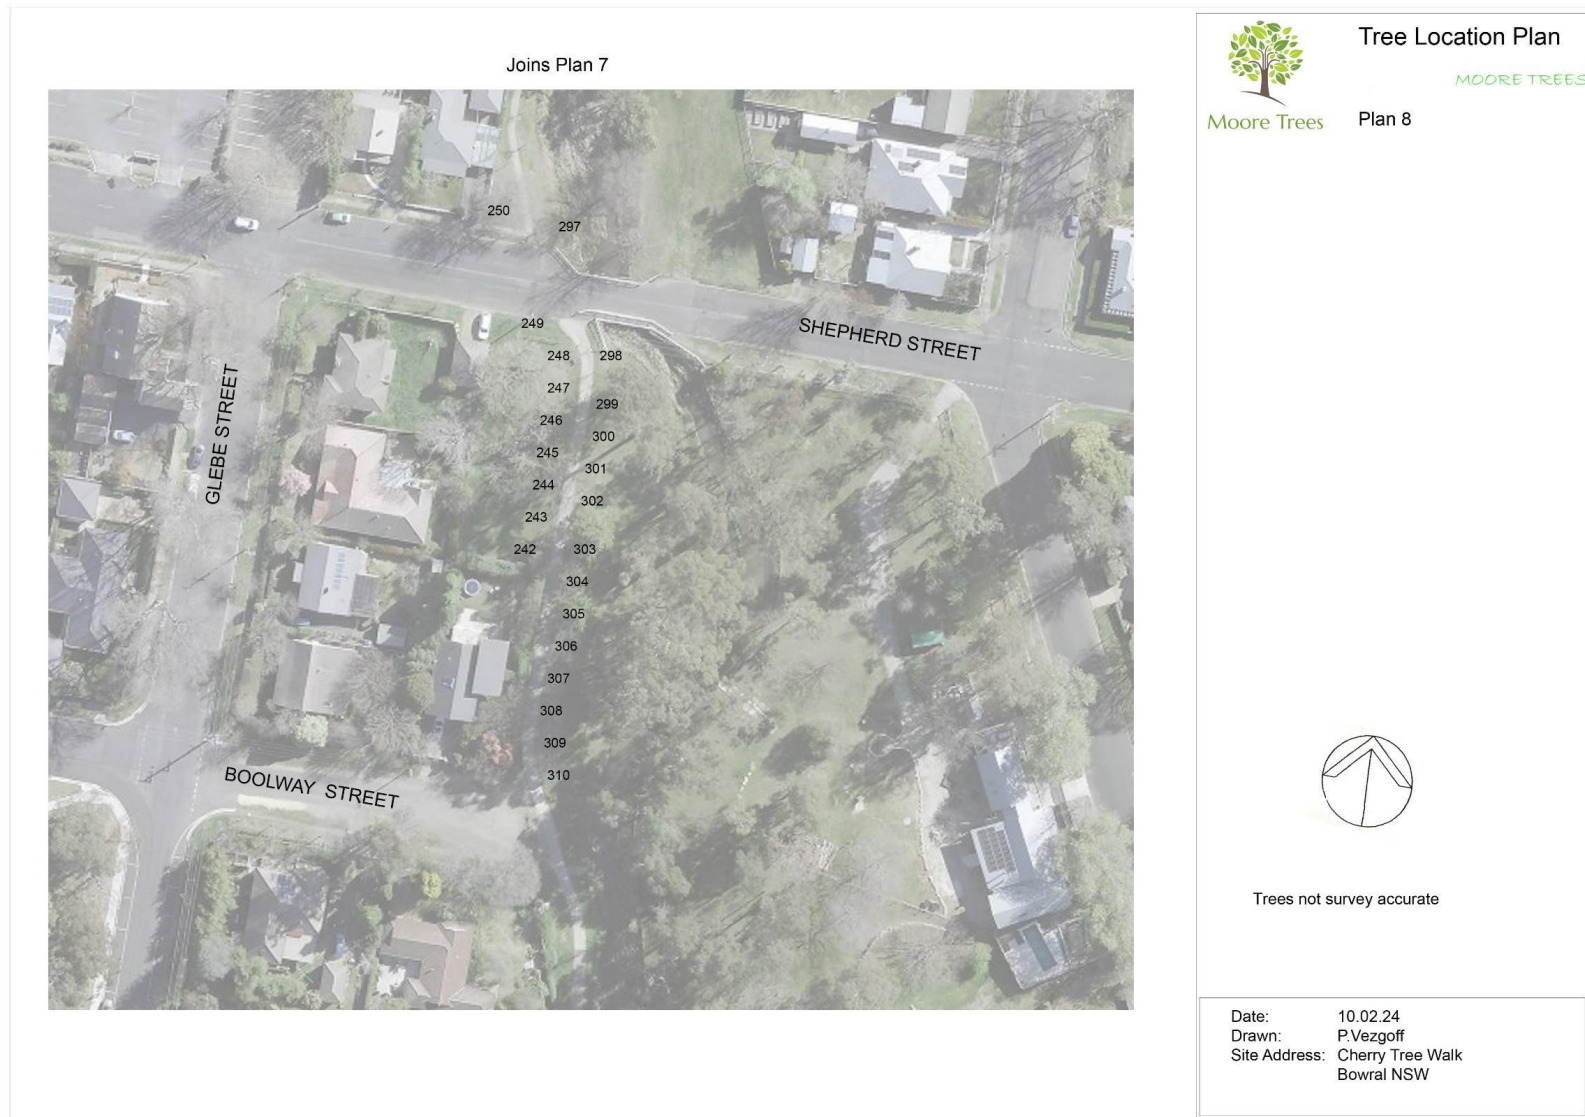 Joins Plan 7
250
297
249
248
298
247
299
246
300
245
301
244
302
243
242
303
304
305
306
307
308
309
310
SHEPHERD STREET
GLEBE STREET
BOOLWAY STREET
Moore Trees
Tree Location Plan
MOORE TREES
Plan 8
Trees not survey accurate
Date: 10.02.24
Drawn: P.Vezgoff
Site Address: Cherry Tree Walk
Bowral NSW